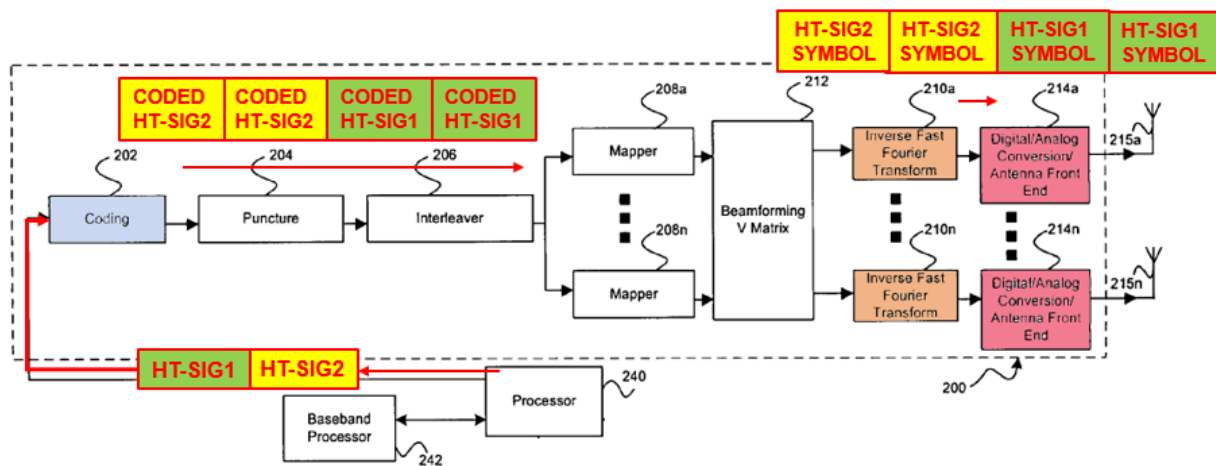 HT-SIG2 HT-SIG2 HT-SIG1 HT-SIG1
SYMBOL SYMBOL SYMBOL SYMBOL
CODED CODED CODED CODED
HT-SIG2 HT-SIG2 HT-SIG1 HT-SIG1
208a
212
210a
214a
202
204
206
Mapper
Inverse Fast
Fourier
Transform
Digital/Analog
Conversion/
Antenna Front
End
215a
Coding
Puncture
Interleaver
Beamforming
V Matrix
208n
210n
214n
Mapper
Inverse Fast
Fourier
Transform
Digital/Analog
Conversion/
Antenna Front
End
215n
HT-SIG1 HT-SIG2
240
200
Processor
Baseband
Processor
242